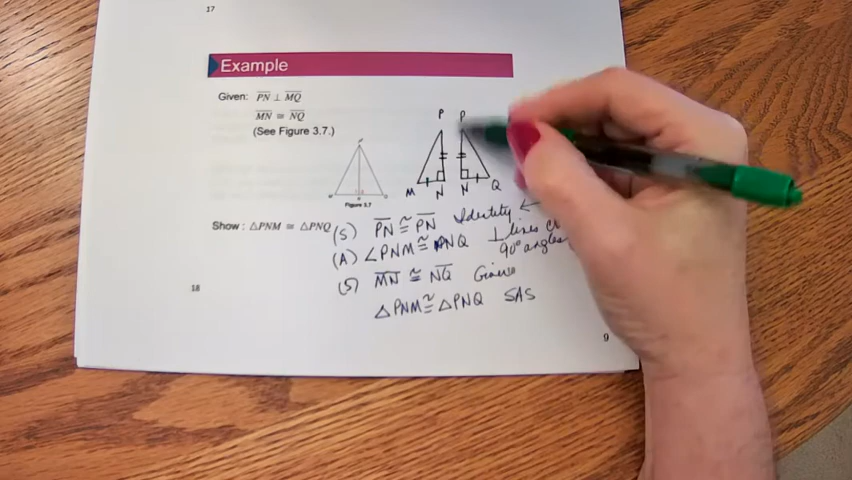 17
Example
Given: PN ⊥ MQ
MN ≅ NQ
(See Figure 3.7.)
P P
M N N Q
Figure 3.7
Show : △PNM ≅ △PNQ
(S) PN ≅ PN Identity ←
(A) ∠PNM ≅ PNQ ⊥ lines
90° angles
(S) MN ≅ NQ Given
△PNM ≅ △PNQ SAS
18
9